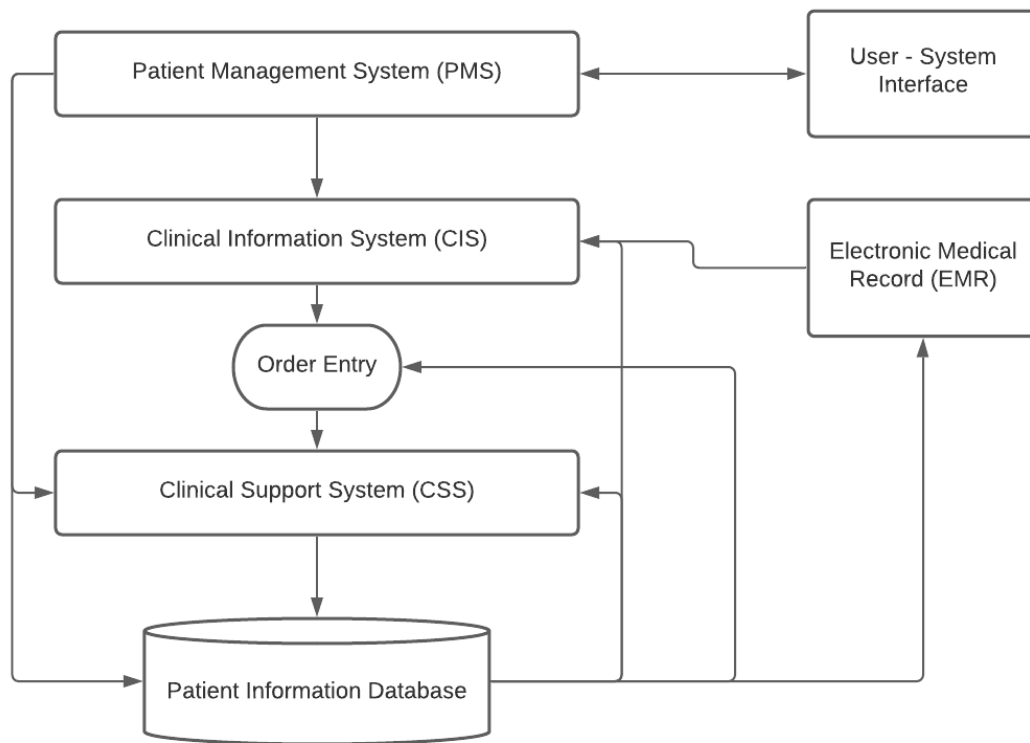 Patient Management System (PMS)
User - System
Interface
Clinical Information System (CIS)
Electronic Medical
Record (EMR)
Order Entry
Clinical Support System (CSS)
Patient Information Database